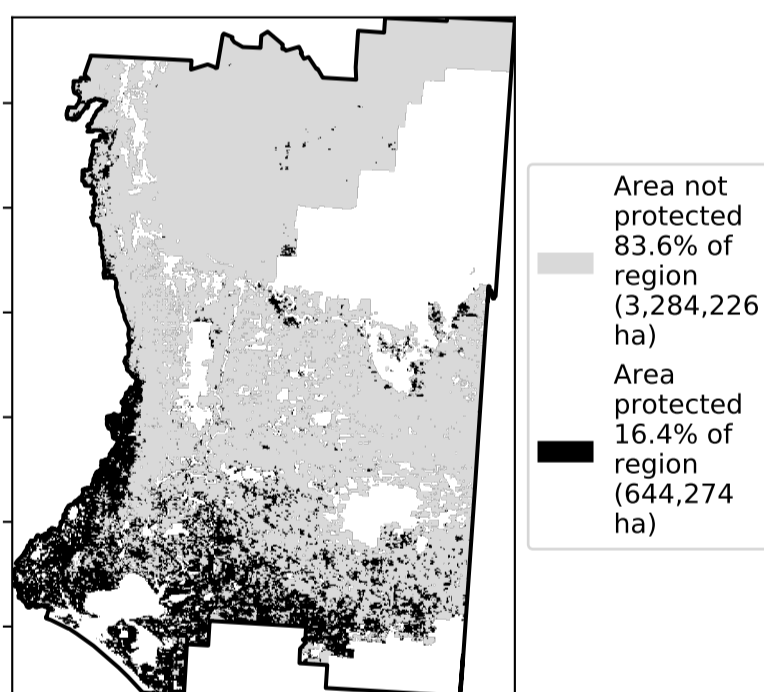 Area not
protected
83.6% of
region
(3,284,226
ha)
Area
protected
16.4% of
region
(644,274
ha)